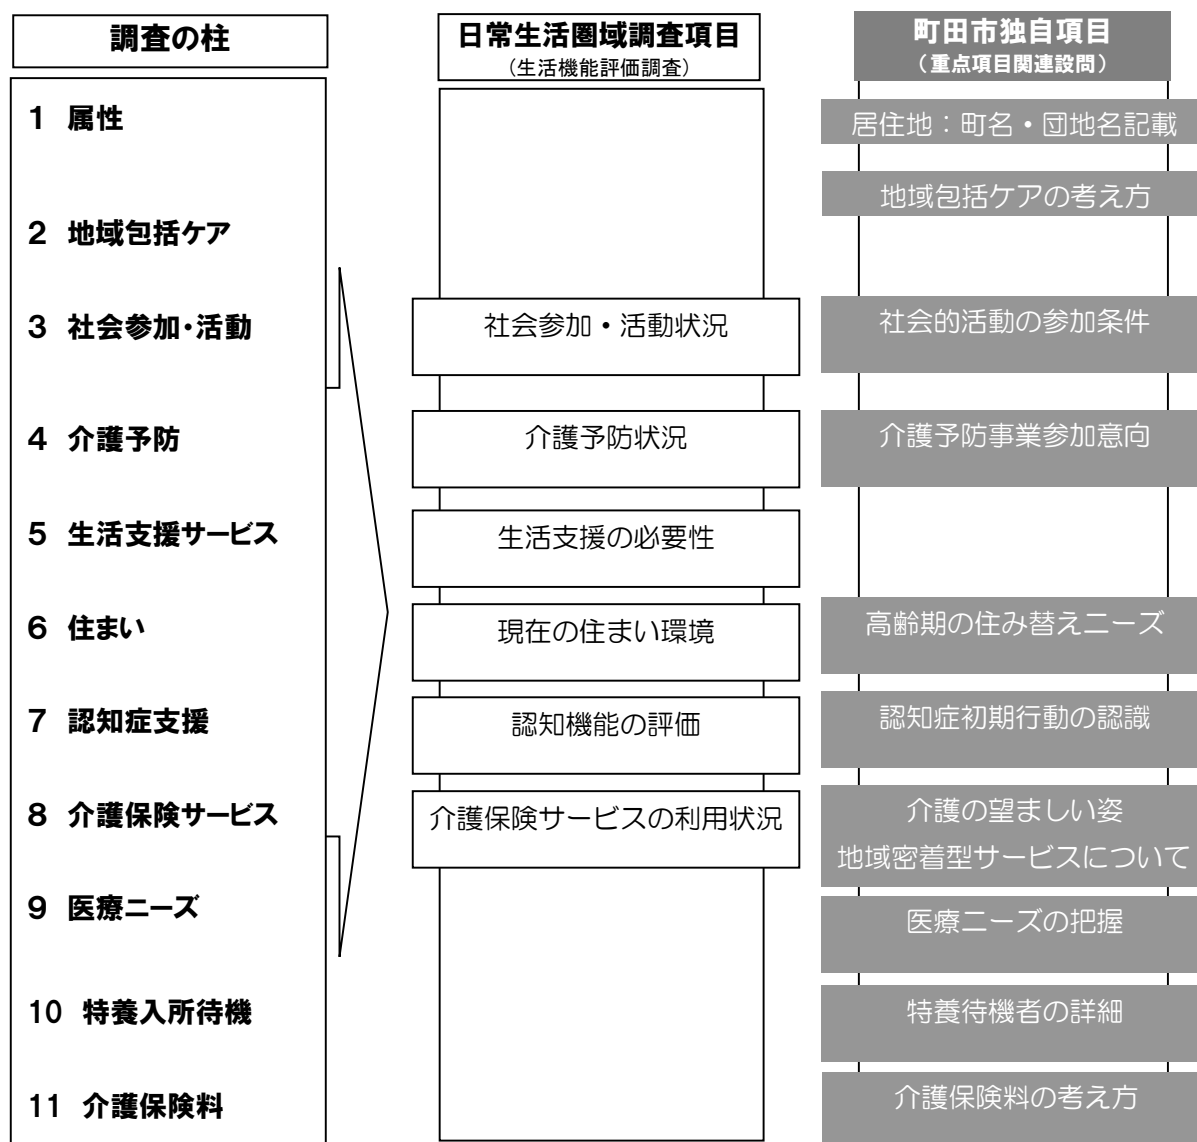 調査の柱
1 属性
2 地域包括ケア
3 社会参加・活動
4 介護予防
5 生活支援サービス
6 住まい
7 認知症支援
8 介護保険サービス
9 医療ニーズ
10 特養入所待機
11 介護保険料
日常生活圏域調査項目
(生活機能評価調査)
社会参加・活動状況
介護予防状況
生活支援の必要性
現在の住まい環境
認知機能の評価
介護保険サービスの利用状況
町田市独自項目
(重点項目関連設問)
居住地:町名・団地名記載
地域包括ケアの考え方
社会的活動の参加条件
介護予防事業参加意向
高齢期の住み替えニーズ
認知症初期行動の認識
介護の望ましい姿
地域密着型サービスについて
医療ニーズの把握
特養待機者の詳細
介護保険料の考え方